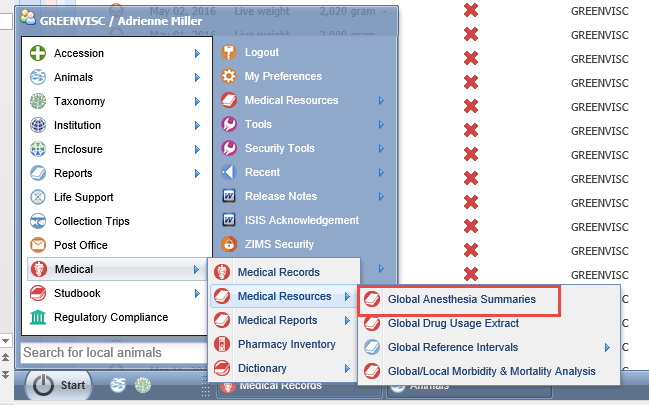 GREENVISC / Adrienne Miller
May 02, 2016 Live weight 2,020 gram
GREENVISC
May 01, 2016 Live weight 2,000 gram
GREENVISC
GREENVISC
GREENVISC
GREENVISC
GREENVISC
GREENVISC
GREENVISC
GREENVISC
GREENVISC
GREENVISC
GREENVISC
Accession
Animals
Taxonomy
Institution
Enclosure
Reports
Life Support
Collection Trips
Post Office
Medical
Studbook
Regulatory Compliance
Search for local animals
Logout
My Preferences
Medical Resources
Tools
Security Tools
Recent
Release Notes
ISIS Acknowledgement
ZIMS Security
Medical Records
Medical Resources
Medical Reports
Pharmacy Inventory
Dictionary
Global Anesthesia Summaries
Global Drug Usage Extract
Global Reference Intervals
Global/Local Morbidity & Mortality Analysis
Start
Medical Records
Animals